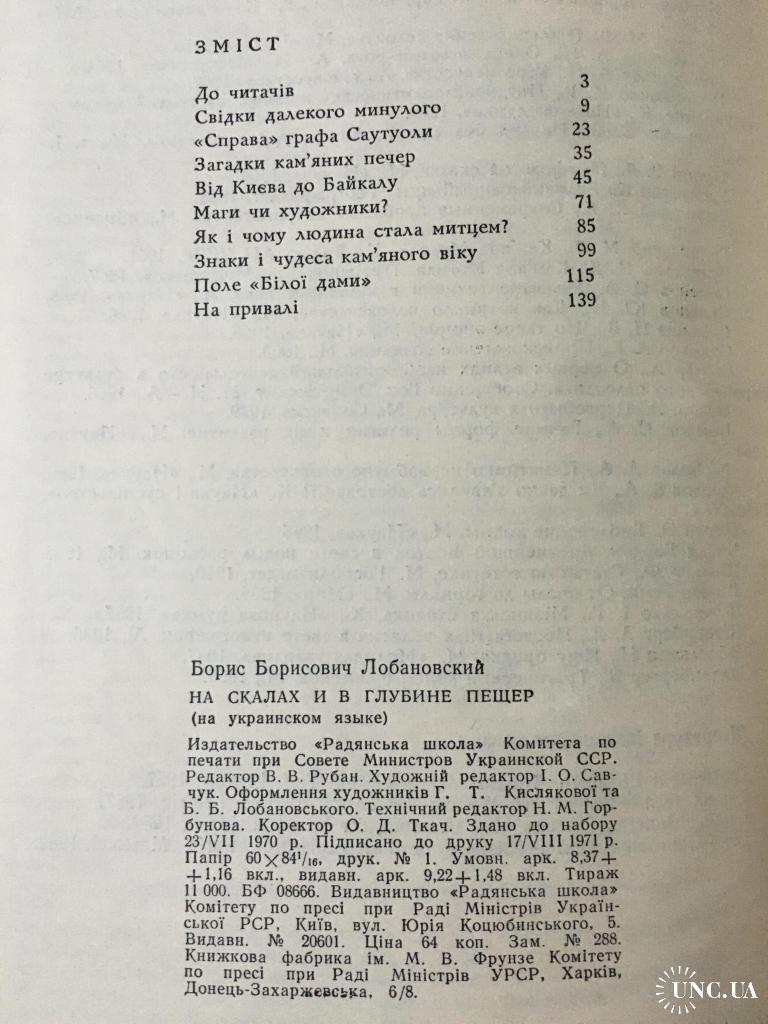 ЗМІСТ
До читачів 3
Свідки далекого минулого 9
«Справа» графа Саутуоли 23
Загадки кам’яних печер 35
Від Києва до Байкалу 45
Маги чи художники? 71
Як і чому людина стала митцем? 85
Знаки і чудеса кам’яного віку 99
Поле «Білої дами» 115
На привалі 139
Борис Борисович Лобановский
НА СКАЛАХ И В ГЛУБИНЕ ПЕЩЕР
(на украинском языке)
Издательство «Радянська школа» Комитета по
печати при Совете Министров Украинской ССР.
Редактор В. В. Рубан. Художній редактор І. О. Сав-
чук. Оформлення художників Г. Т. Кислякової та
Б. Б. Лобановського. Технічний редактор Н. М. Гор-
бунова. Коректор О. Д. Ткач. Здано до набору
23/VII 1970 р. Підписано до друку 17/VIII 1971 р.
Папір 60×84¹/₁₆, друк. № 1. Умовн. арк. 8,37+
+1,16 вкл., видавн. арк. 9,22+1,48 вкл. Тираж
11 000. БФ 08666. Видавництво «Радянська школа»
Комітету по пресі при Раді Міністрів Україн-
ської РСР, Київ, вул. Юрія Коцюбинського, 5.
Видавн. № 20601. Ціна 64 коп. Зам. № 288.
Книжкова фабрика ім. М. В. Фрунзе Комітету
по пресі при Раді Міністрів УРСР, Харків,
Донець-Захаржевська, 6/8.
UNC.UA